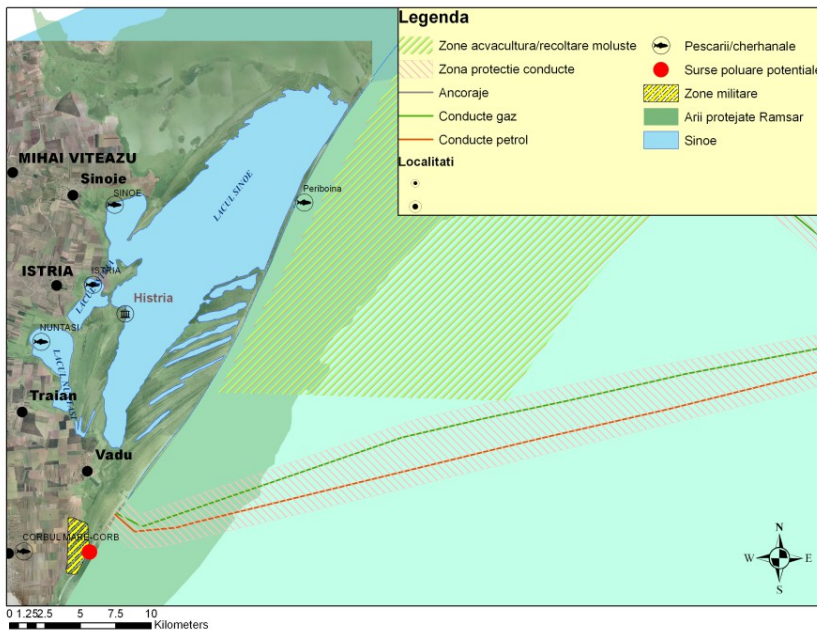 Legenda
Zone acvacultura/recoltare moluste
Zona protectie conducte
Ancoraje
Conducte gaz
Conducte petrol
Localitati
Pescarii/cherhanale
Surse poluare potentiale
Zone militare
Arii protejate Ramsar
Sinoe
MIHAI VITEAZU
Sinoie
SINOE
LACUL SINOE
Periboina
ISTRIA
ISTRIA
Histria
NUNTASI
Traian
Vadu
CORBUL MARE-CORB
N
W E
S
0 1.252.5 5 7.5 10
Kilometers